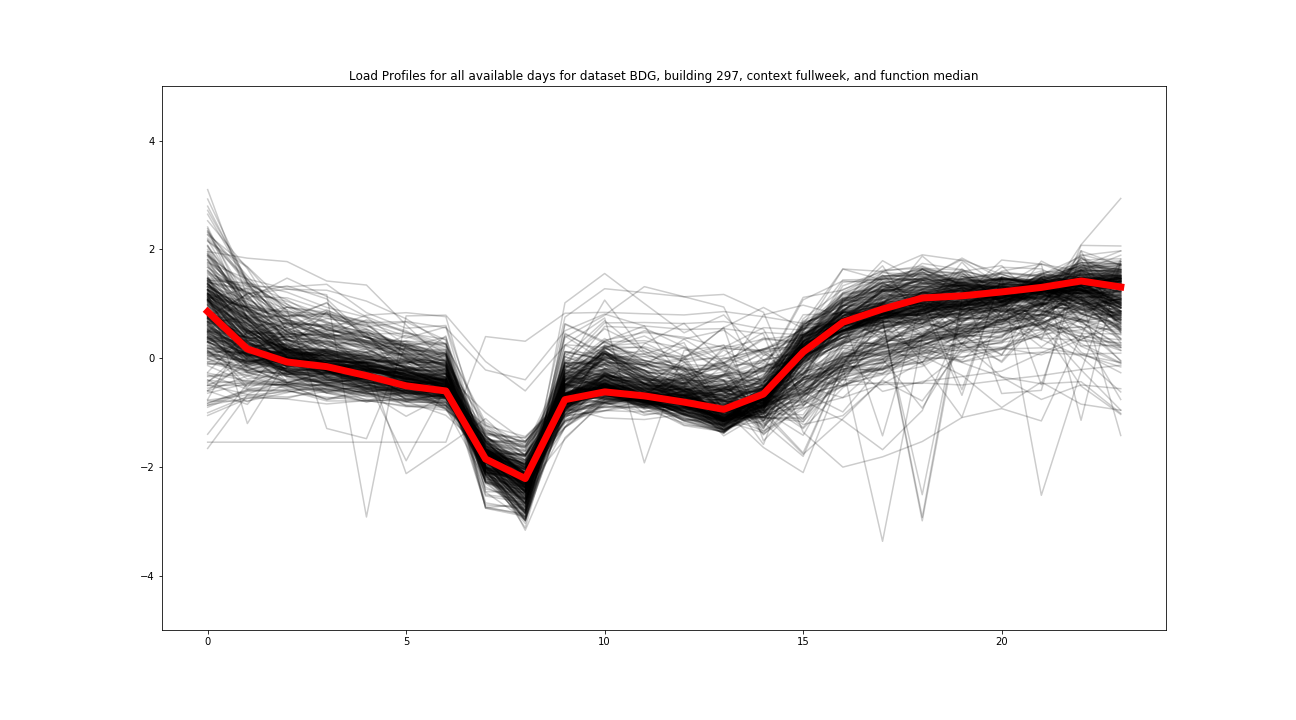 Load Profiles for all available days for dataset BDG, building 297, context fullweek, and function median
4
2
0
−2
−4
0 5 10 15 20